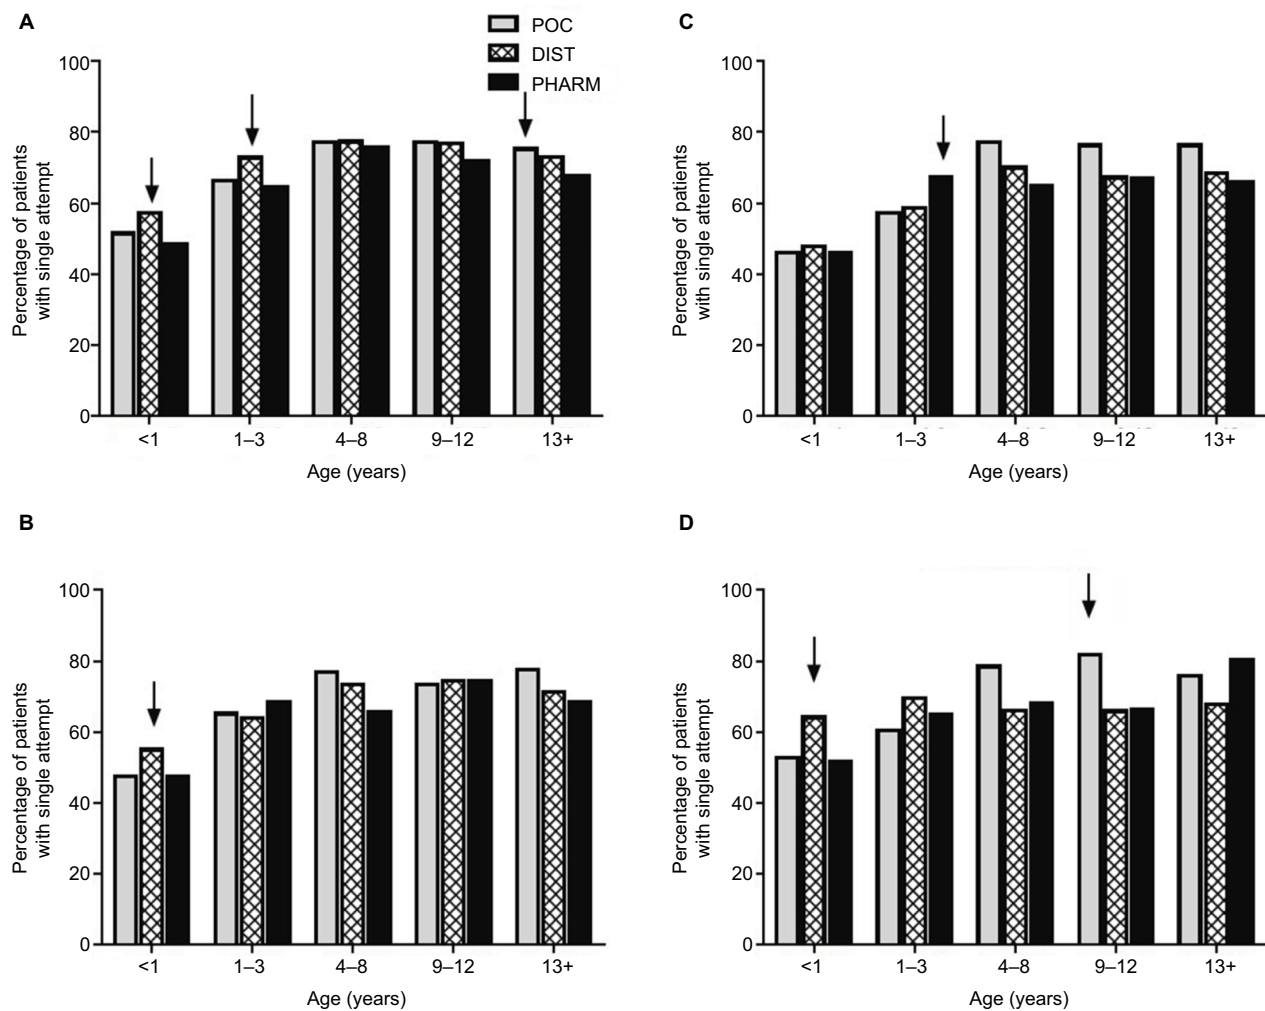 A
POC
DIST
PHARM
Percentage of patients
with single attempt
100
80
60
40
20
0
<1
1–3
4–8
9–12
13+
Age (years)
C
Percentage of patients
with single attempt
100
80
60
40
20
0
<1
1–3
4–8
9–12
13+
Age (years)
B
Percentage of patients
with single attempt
100
80
60
40
20
0
<1
1–3
4–8
9–12
13+
Age (years)
D
Percentage of patients
with single attempt
100
80
60
40
20
0
<1
1–3
4–8
9–12
13+
Age (years)